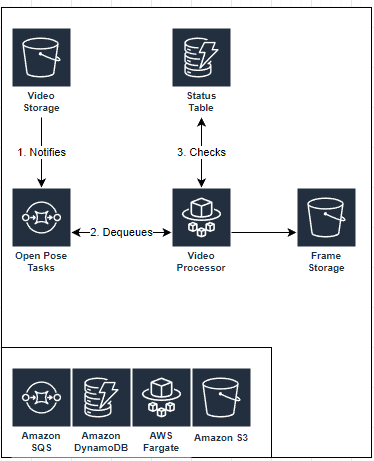 Video
Storage
Status
Table
1. Notifies
3. Checks
2. Dequeues
Open Pose
Tasks
Video
Processor
Frame
Storage
Amazon
SQS
Amazon
DynamoDB
AWS
Fargate
Amazon S3